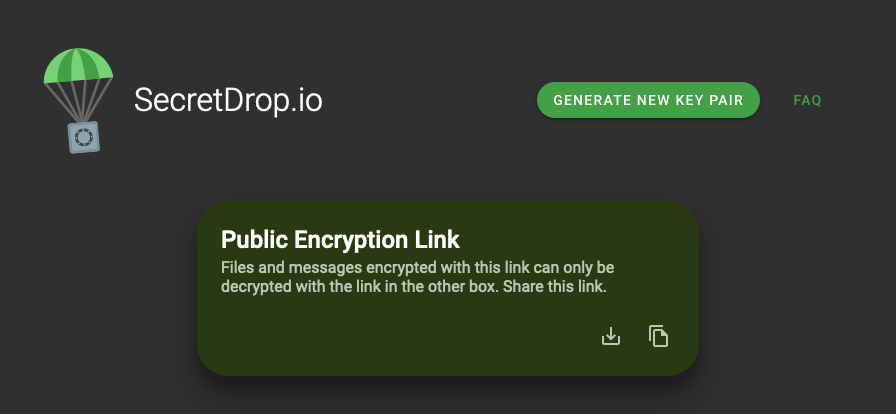 SecretDrop.io
GENERATE NEW KEY PAIR
FAQ
Public Encryption Link
Files and messages encrypted with this link can only be
decrypted with the link in the other box. Share this link.